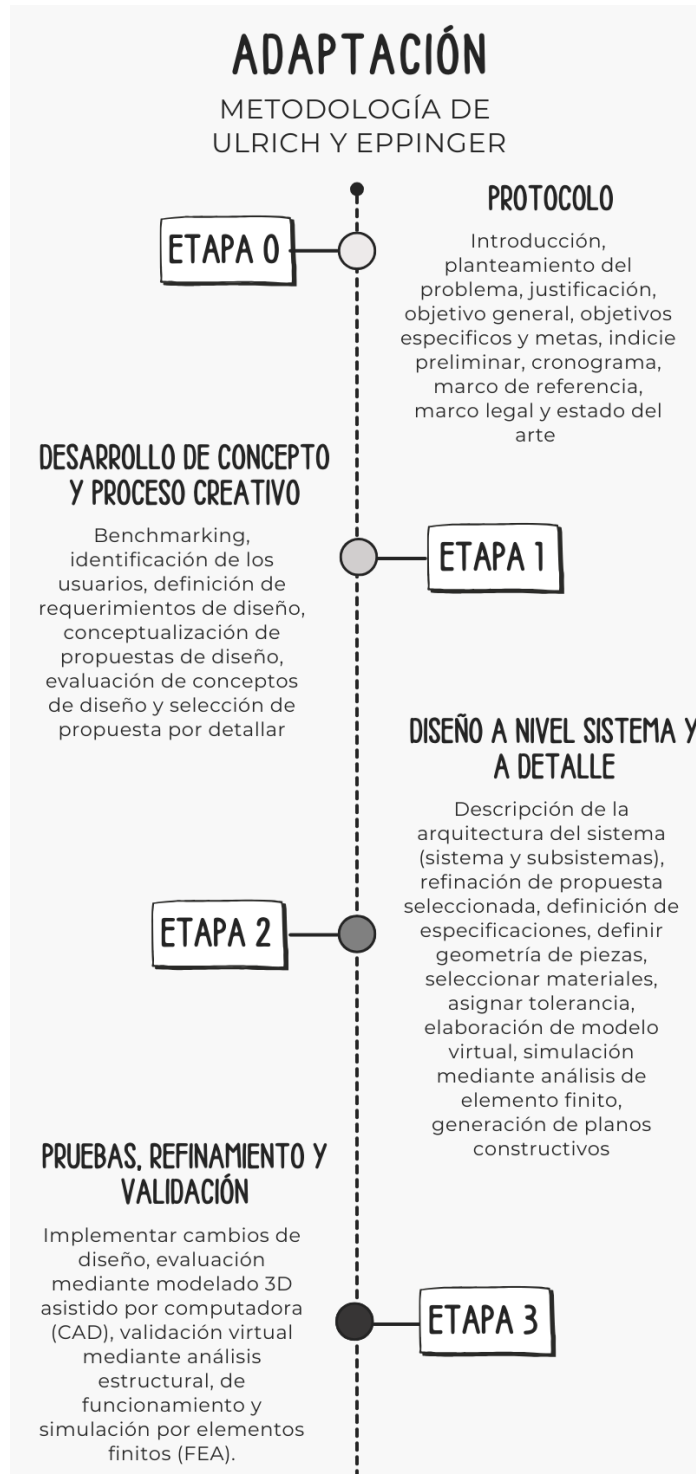 ADAPTACIÓN
METODOLOGÍA DE
ULRICH Y EPPINGER
ETAPA 0
PROTOCOLO
Introducción,
planteamiento del
problema, justificación,
objetivo general, objetivos
especificos y metas, indicie
preliminar, cronograma,
marco de referencia,
marco legal y estado del
arte
DESARROLLO DE CONCEPTO
Y PROCESO CREATIVO
Benchmarking,
identificación de los
usuarios, definición de
requerimientos de diseño,
conceptualización de
propuestas de diseño,
evaluación de conceptos
de diseño y selección de
propuesta por detallar
ETAPA 1
DISEÑO A NIVEL SISTEMA Y
A DETALLE
Descripción de la
arquitectura del sistema
(sistema y subsistemas),
refinación de propuesta
seleccionada, definición de
especificaciones, definir
geometría de piezas,
seleccionar materiales,
asignar tolerancia,
elaboración de modelo
virtual, simulación
mediante análisis de
elemento finito,
generación de planos
constructivos
ETAPA 2
PRUEBAS, REFINAMIENTO Y
VALIDACIÓN
Implementar cambios de
diseño, evaluación
mediante modelado 3D
asistido por computadora
(CAD), validación virtual
mediante análisis
estructural, de
funcionamiento y
simulación por elementos
finitos (FEA).
ETAPA 3